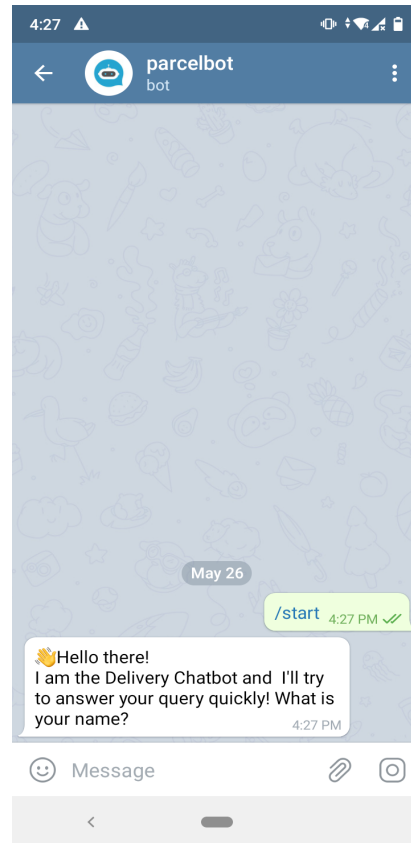 4:27
parcelbot
bot
May 26
/start 4:27 PM
👋Hello there!
I am the Delivery Chatbot and  I'll try
to answer your query quickly! What is
your name?
4:27 PM
Message